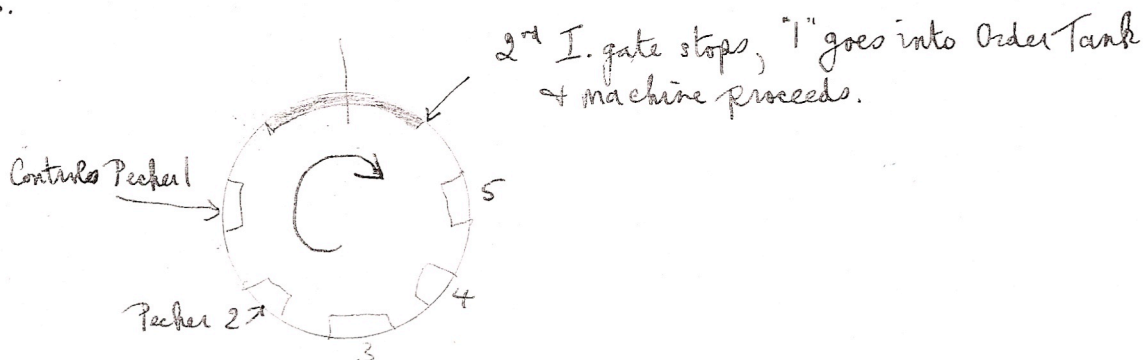 2nd I. gate stops, "1" goes into Order Tank
& machine proceeds.
Controls Pecker 1
5
4
Pecker 2
3